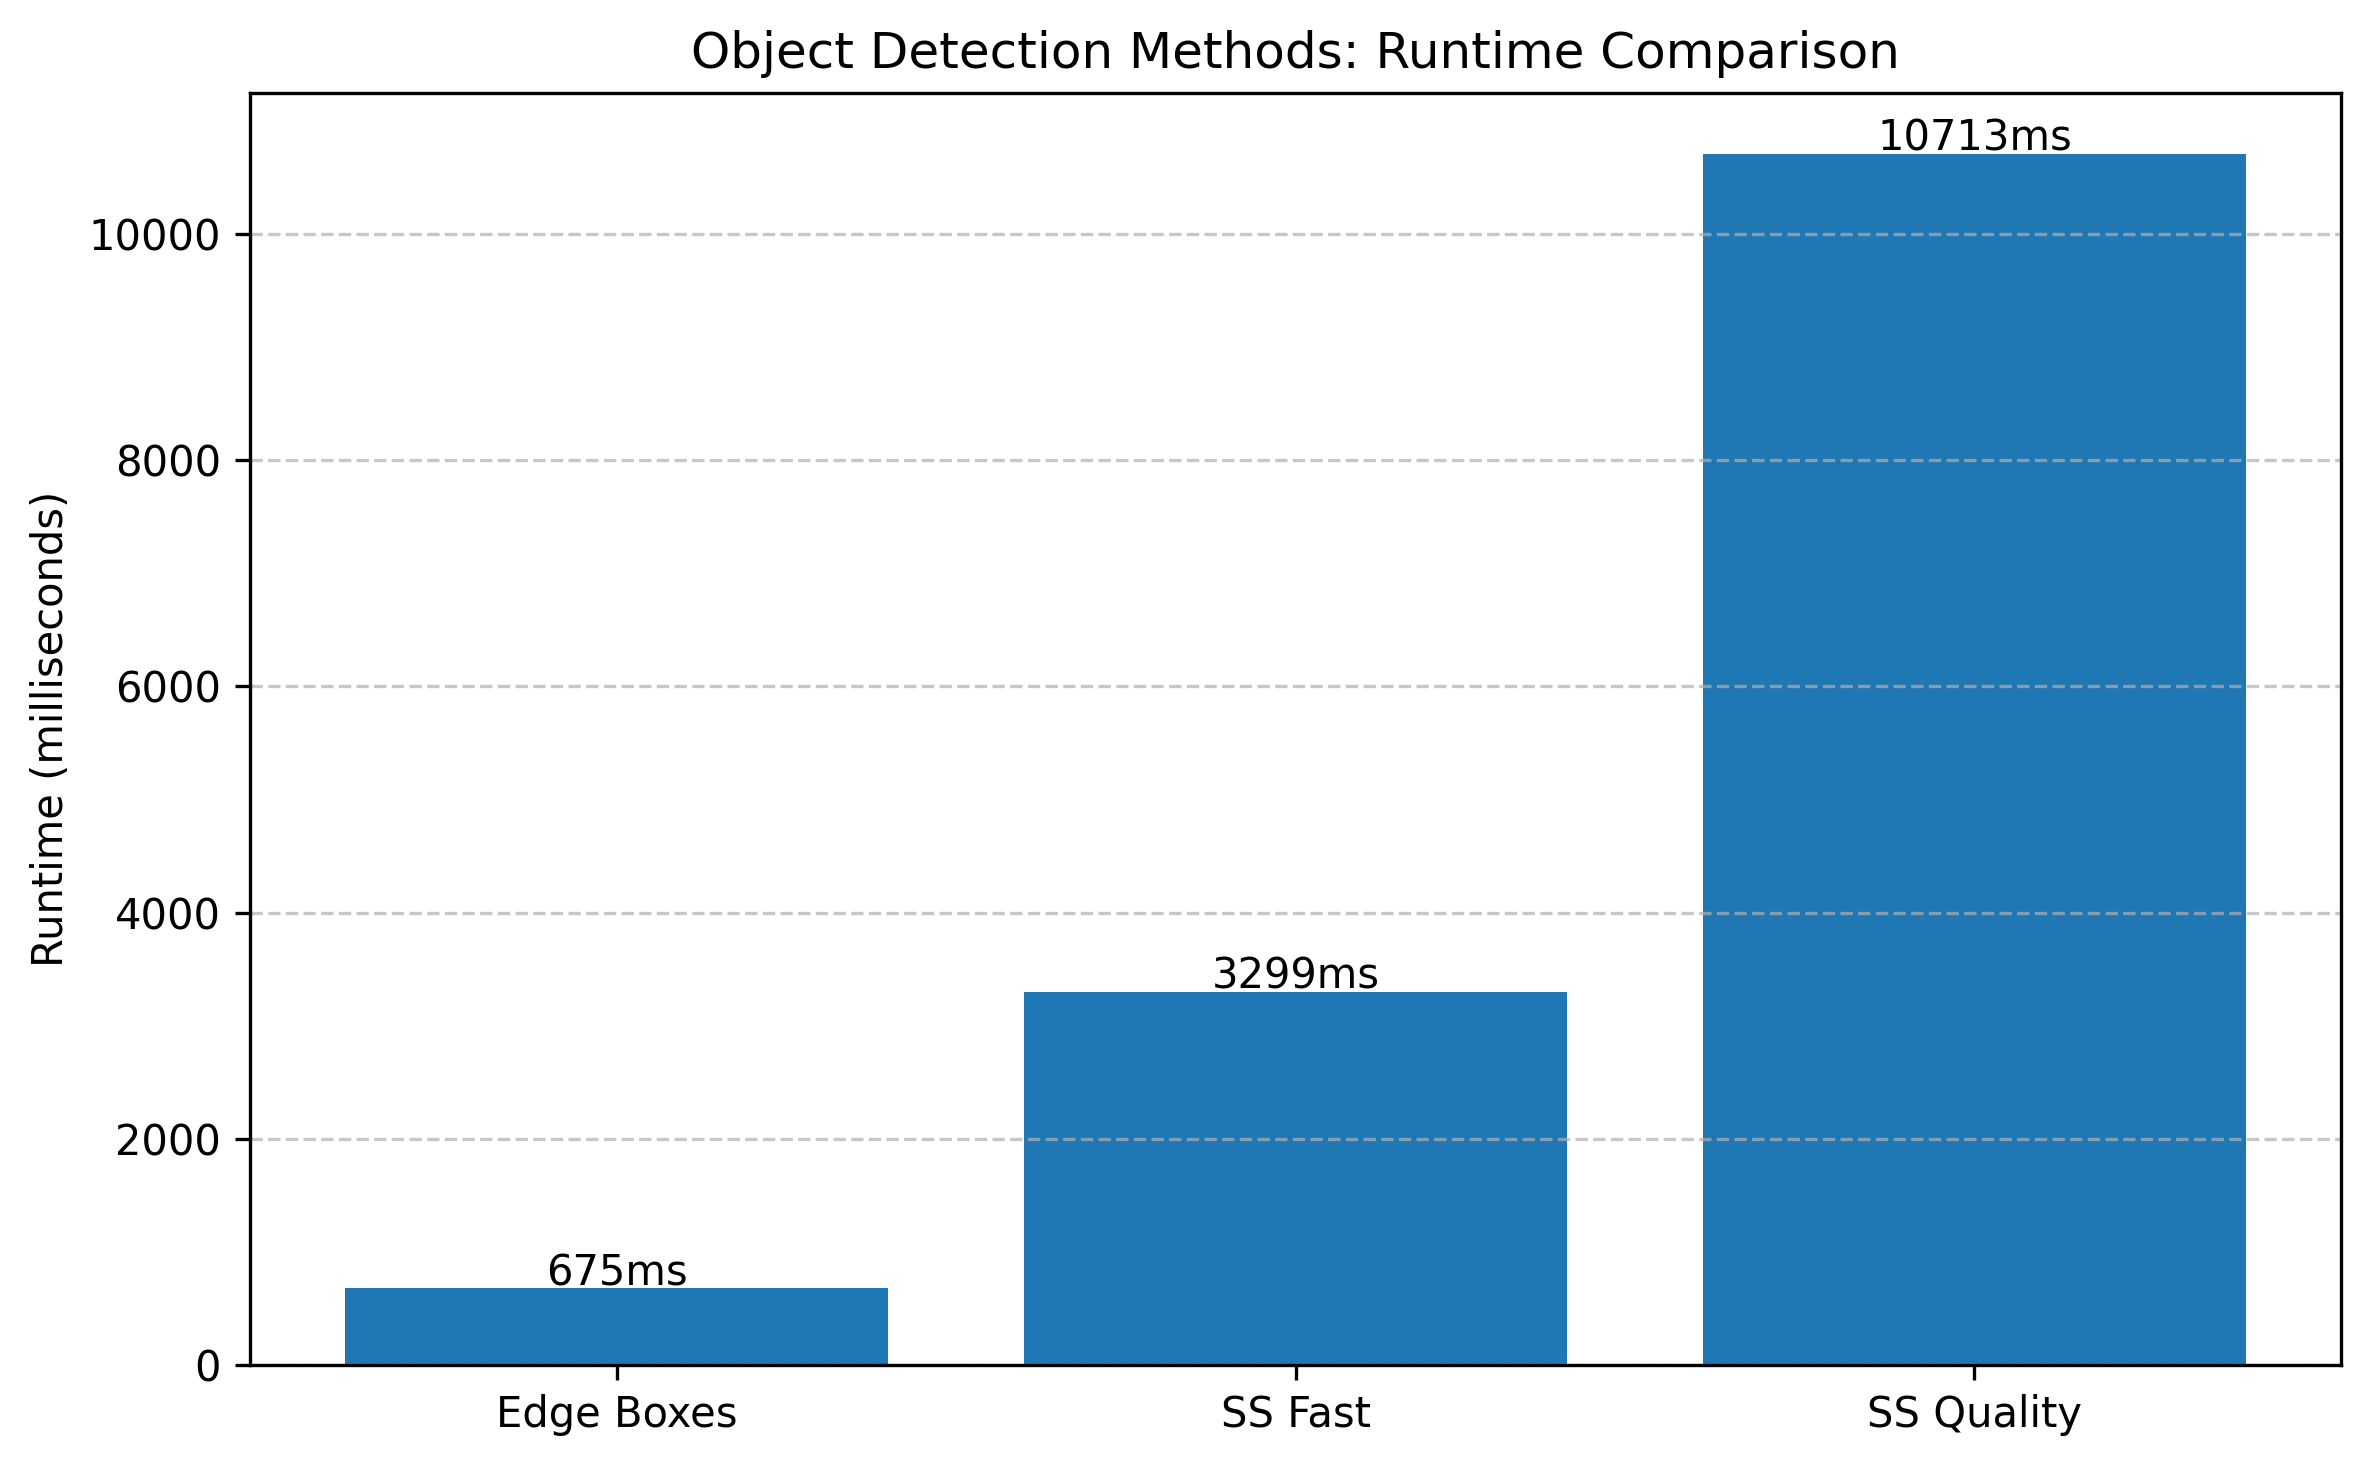 Object Detection Methods: Runtime Comparison
10713ms
10000
8000
6000
Runtime (milliseconds)
4000
3299ms
2000
675ms
0
Edge Boxes
SS Fast
SS Quality